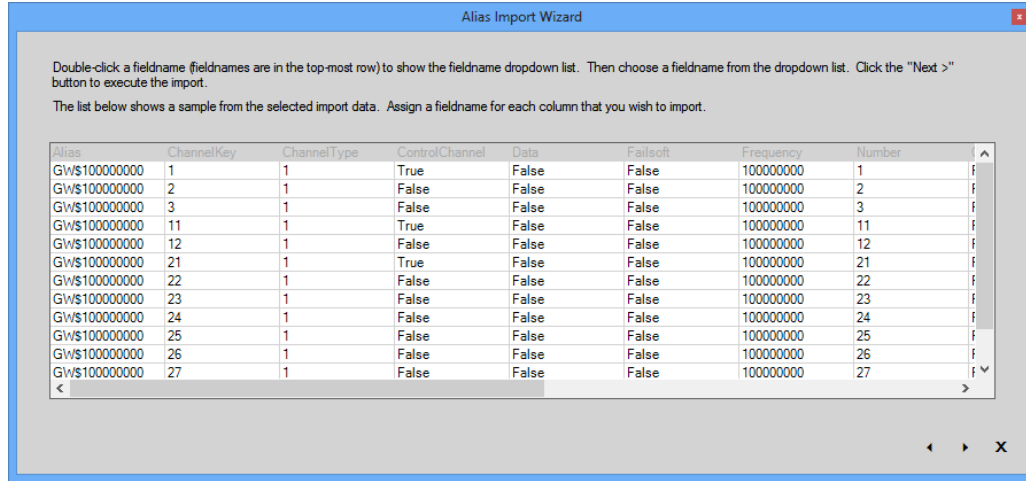 Alias Import Wizard
x
Double-click a fieldname (fieldnames are in the top-most row) to show the fieldname dropdown list. Then choose a fieldname from the dropdown list. Click the "Next >"
button to execute the import.
The list below shows a sample from the selected import data. Assign a fieldname for each column that you wish to import.
Alias ChannelKey ChannelType ControlChannel Data Failsoft Frequency Number
GW$100000000 1 1 True False False 100000000 1
GW$100000000 2 1 False False False 100000000 2
GW$100000000 3 1 False False False 100000000 3
GW$100000000 11 1 True False False 100000000 11
GW$100000000 12 1 False False False 100000000 12
GW$100000000 21 1 True False False 100000000 21
GW$100000000 22 1 False False False 100000000 22
GW$100000000 23 1 False False False 100000000 23
GW$100000000 24 1 False False False 100000000 24
GW$100000000 25 1 False False False 100000000 25
GW$100000000 26 1 False False False 100000000 26
GW$100000000 27 1 False False False 100000000 27
X